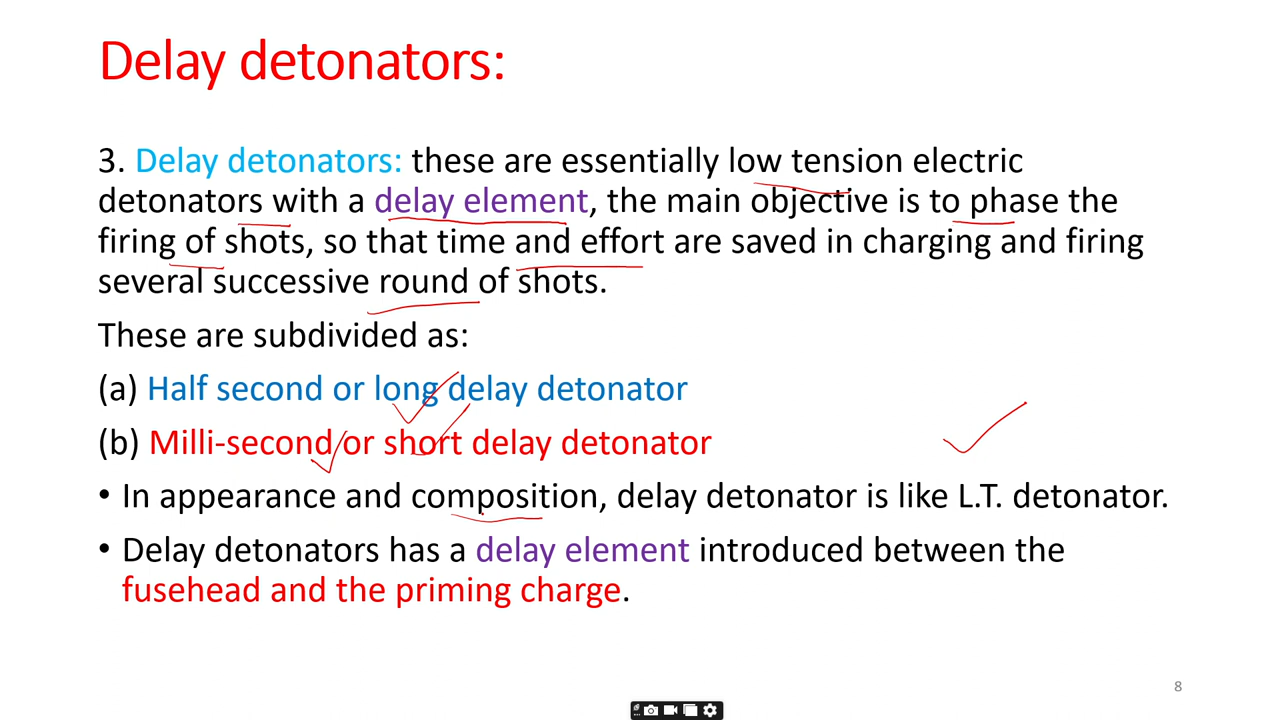 Delay detonators:
3. Delay detonators: these are essentially low tension electric
detonators with a delay element, the main objective is to phase the
firing of shots, so that time and effort are saved in charging and firing
several successive round of shots.
These are subdivided as:
(a) Half second or long delay detonator
(b) Milli-second or short delay detonator
• In appearance and composition, delay detonator is like L.T. detonator.
• Delay detonators has a delay element introduced between the
fusehead and the priming charge.
8